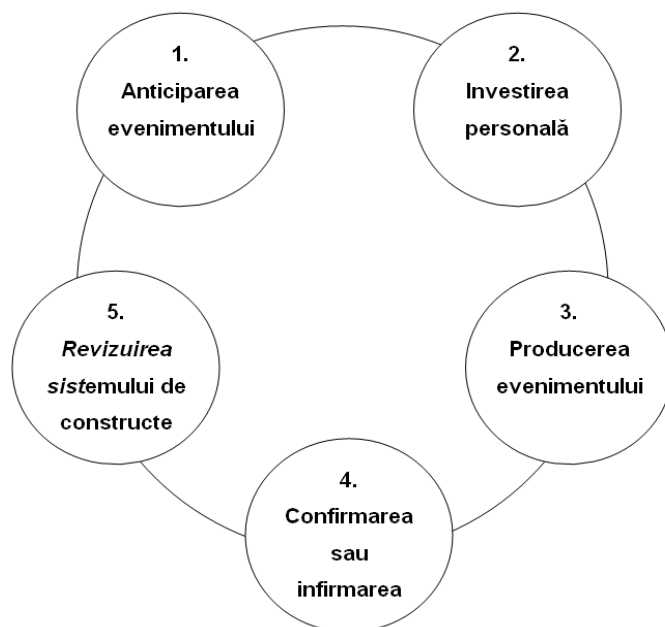 1.
Anticiparea
evenimentului
2.
Investirea
personală
3.
Producerea
evenimentului
4.
Confirmarea
sau
infirmarea
5.
Revizuirea
sistemului de
constructe